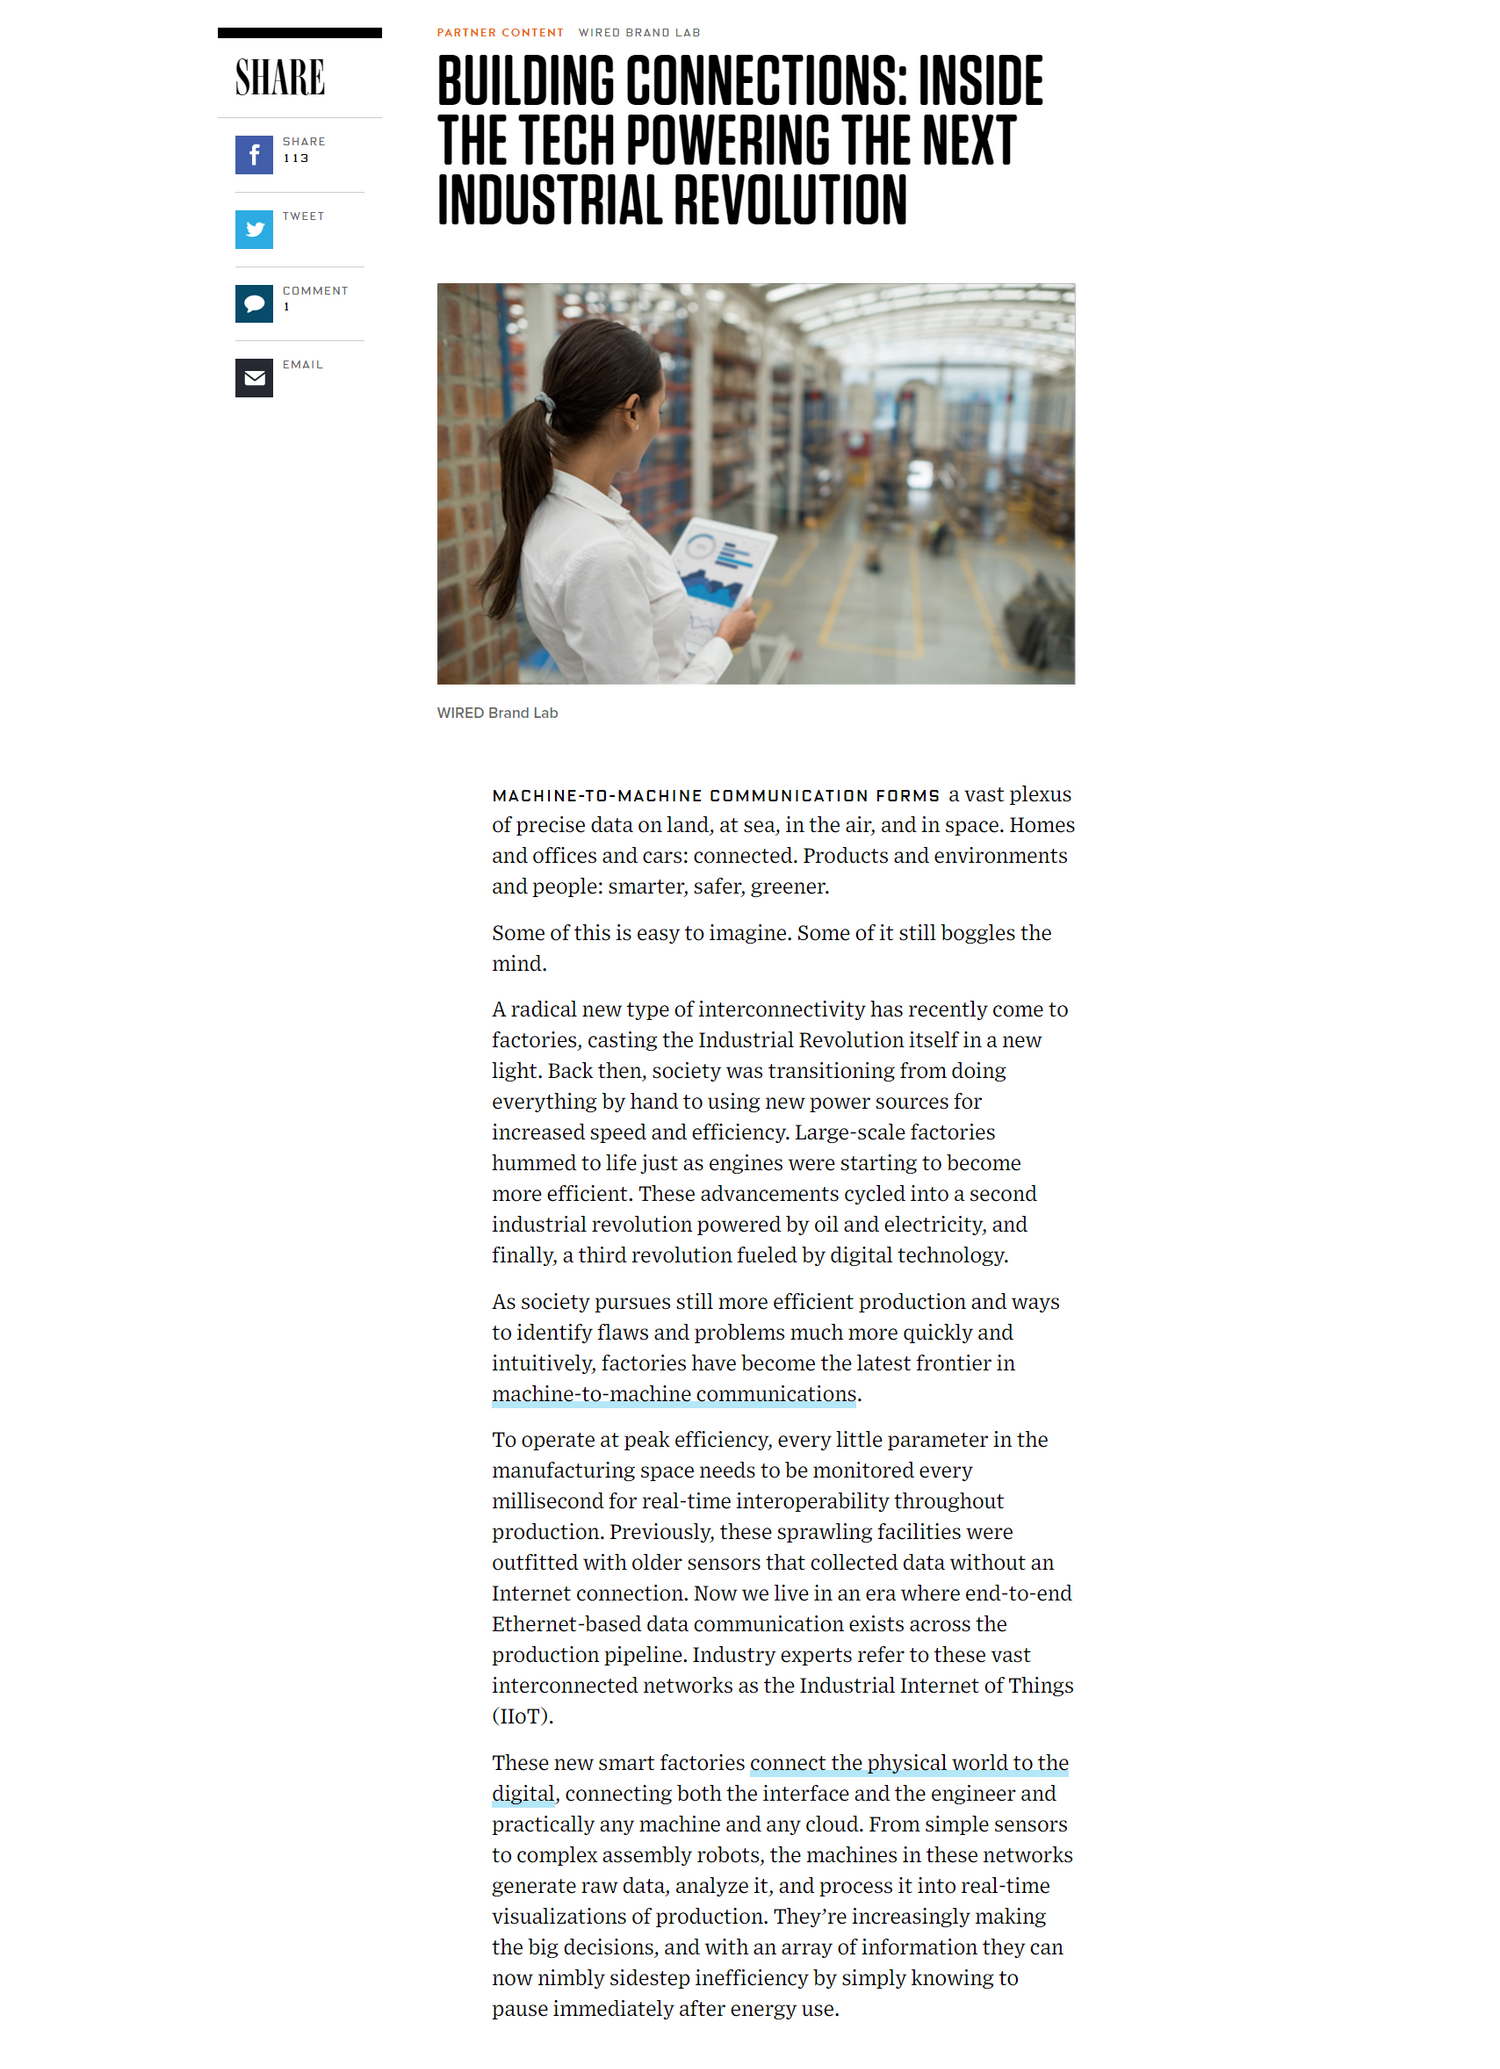 SHARE
SHARE
113
TWEET
COMMENT
1
EMAIL
PARTNER CONTENT WIRED BRAND LAB
BUILDING CONNECTIONS: INSIDE
THE TECH POWERING THE NEXT
INDUSTRIAL REVOLUTION
WIRED Brand Lab
MACHINE-TO-MACHINE COMMUNICATION FORMS a vast plexus
of precise data on land, at sea, in the air, and in space. Homes
and offices and cars: connected. Products and environments
and people: smarter, safer, greener.
Some of this is easy to imagine. Some of it still boggles the
mind.
A radical new type of interconnectivity has recently come to
factories, casting the Industrial Revolution itself in a new
light. Back then, society was transitioning from doing
everything by hand to using new power sources for
increased speed and efficiency. Large-scale factories
hummed to life just as engines were starting to become
more efficient. These advancements cycled into a second
industrial revolution powered by oil and electricity, and
finally, a third revolution fueled by digital technology.
As society pursues still more efficient production and ways
to identify flaws and problems much more quickly and
intuitively, factories have become the latest frontier in
machine-to-machine communications.
To operate at peak efficiency, every little parameter in the
manufacturing space needs to be monitored every
millisecond for real-time interoperability throughout
production. Previously, these sprawling facilities were
outfitted with older sensors that collected data without an
Internet connection. Now we live in an era where end-to-end
Ethernet-based data communication exists across the
production pipeline. Industry experts refer to these vast
interconnected networks as the Industrial Internet of Things
(IIoT).
These new smart factories connect the physical world to the
digital, connecting both the interface and the engineer and
practically any machine and any cloud. From simple sensors
to complex assembly robots, the machines in these networks
generate raw data, analyze it, and process it into real-time
visualizations of production. They’re increasingly making
the big decisions, and with an array of information they can
now nimbly sidestep inefficiency by simply knowing to
pause immediately after energy use.